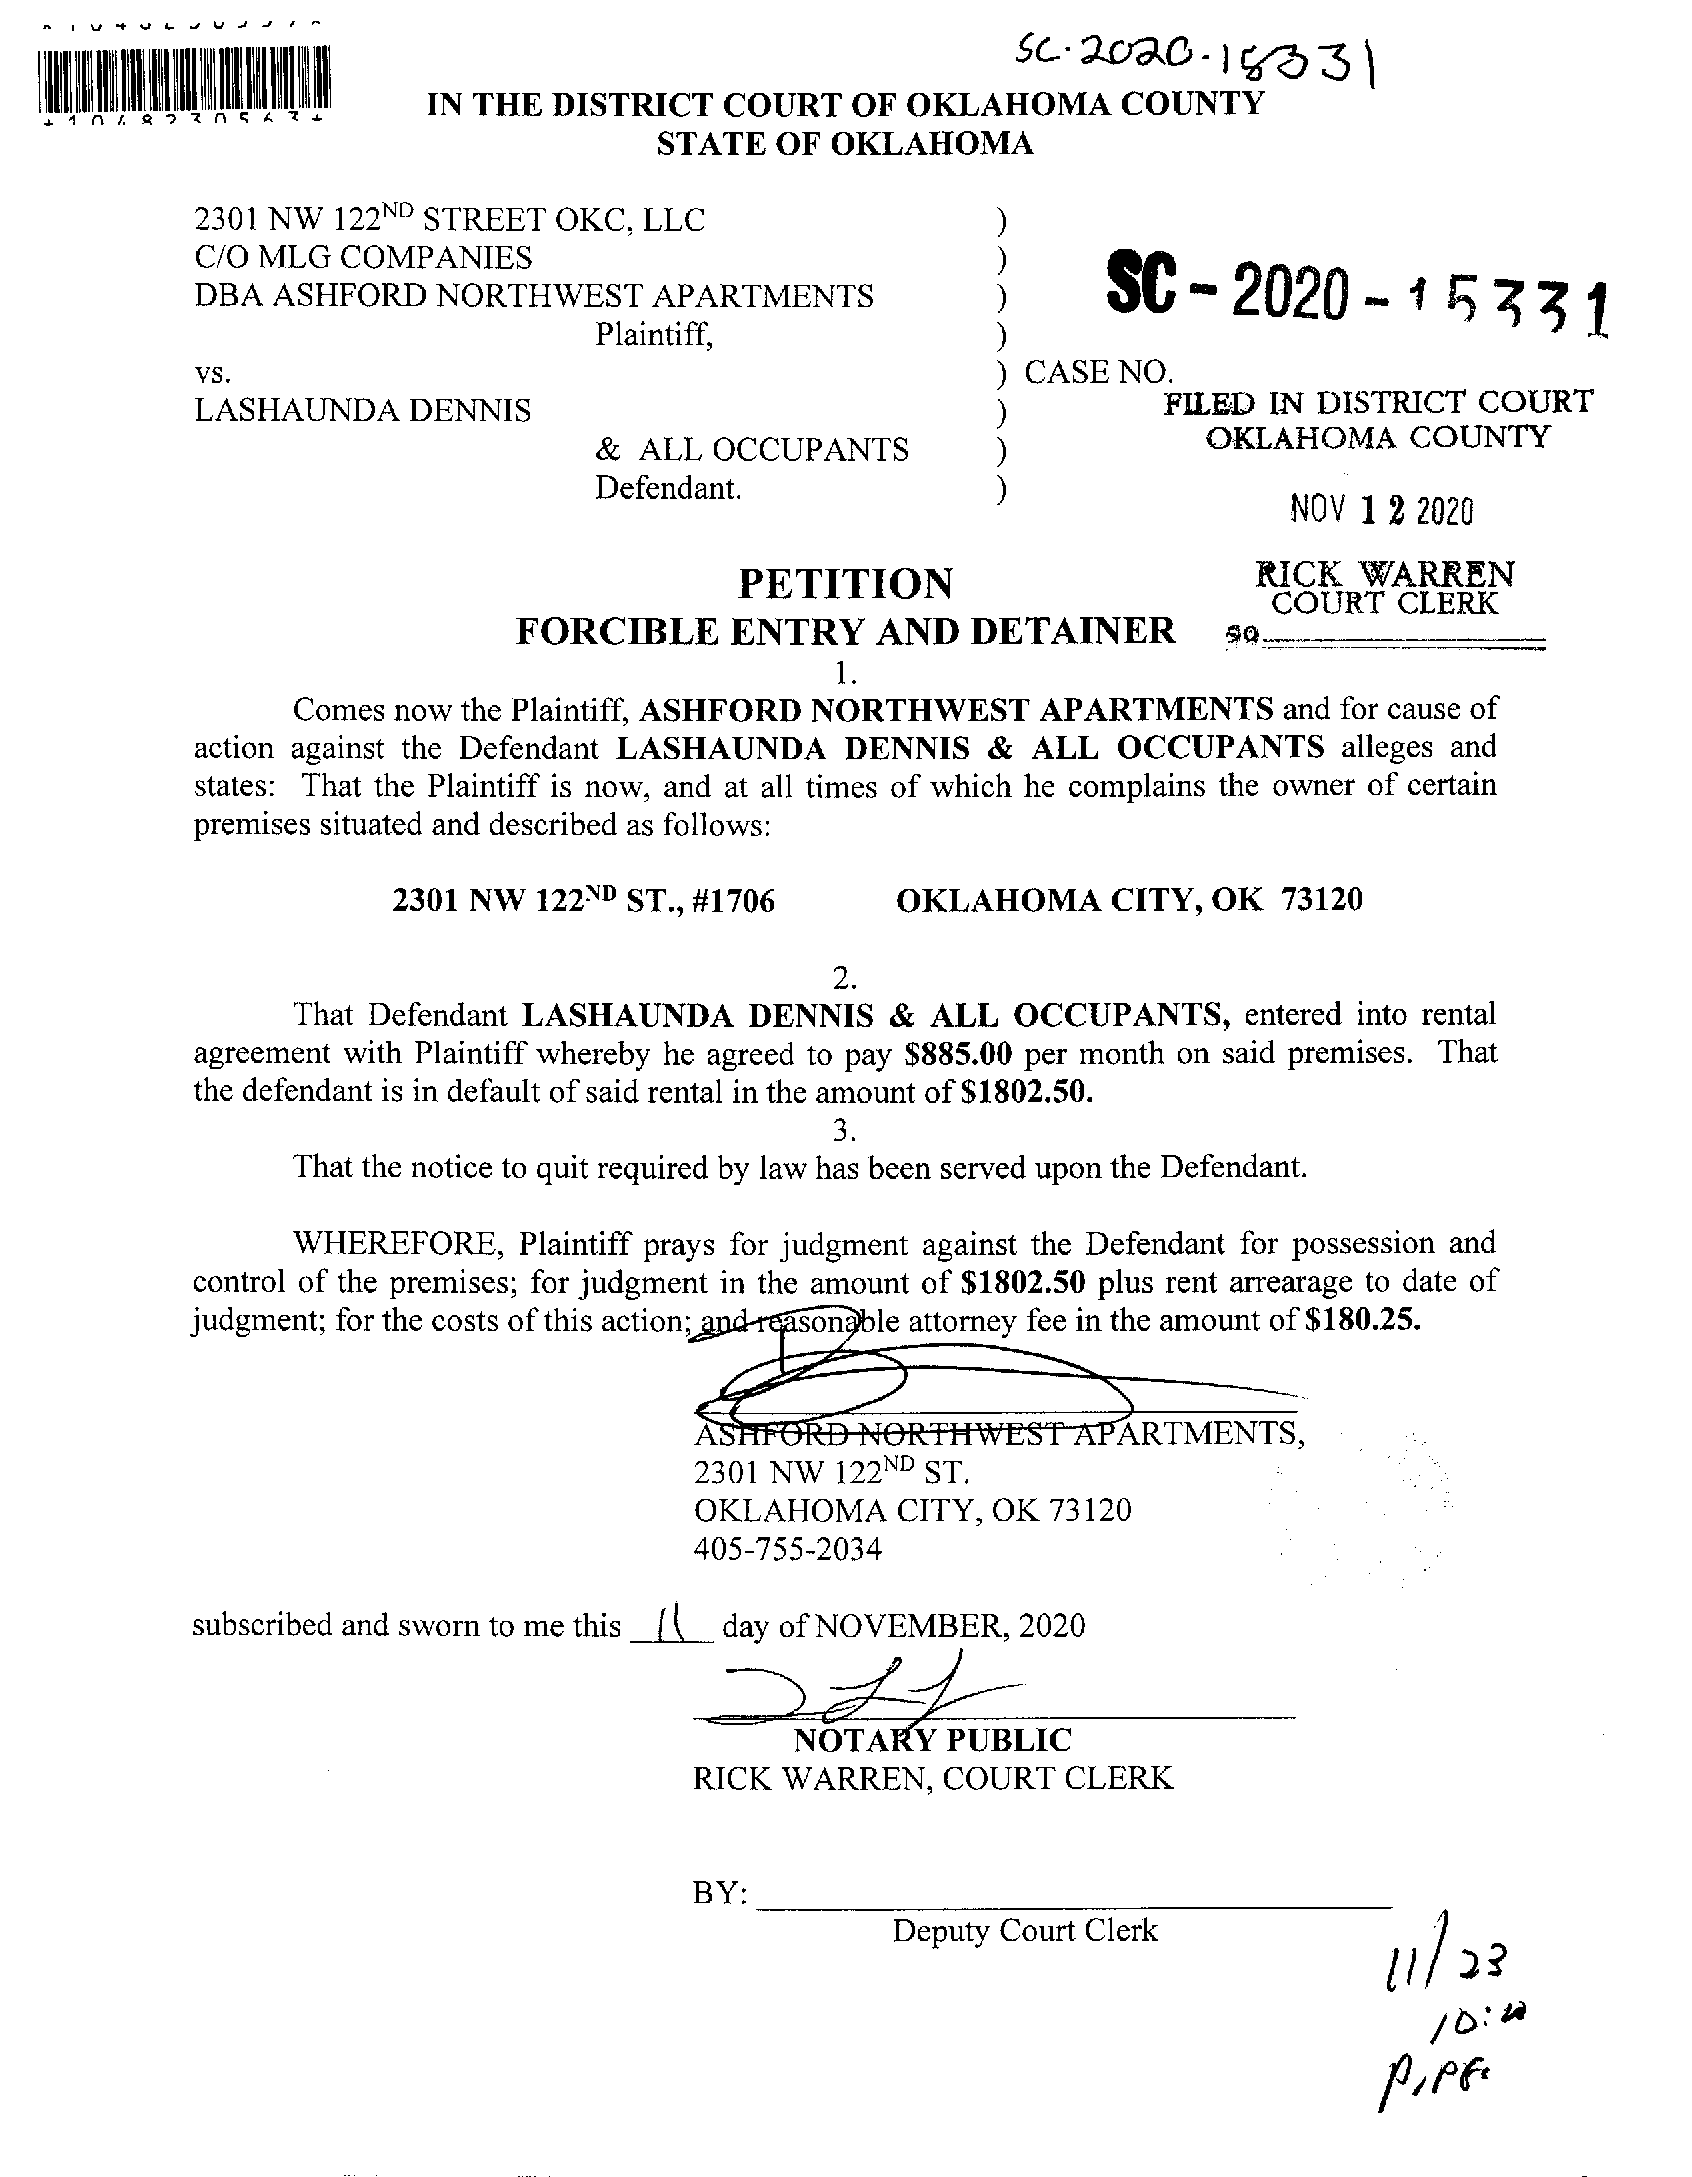 SC-2020-15331
IN THE DISTRICT COURT OF OKLAHOMA COUNTY
STATE OF OKLAHOMA
2301 NW 122ND STREET OKC, LLC )
C/O MLG COMPANIES )
DBA ASHFORD NORTHWEST APARTMENTS )
SC-2020-15331
Plaintiff, )
vs. ) CASE NO.
LASHAUNDA DENNIS )
FILED IN DISTRICT COURT
OKLAHOMA COUNTY
& ALL OCCUPANTS )
Defendant. )
NOV 12 2020
RICK WARREN
COURT CLERK
PETITION
FORCIBLE ENTRY AND DETAINER
1.
Comes now the Plaintiff, ASHFORD NORTHWEST APARTMENTS and for cause of
action against the Defendant LASHAUNDA DENNIS & ALL OCCUPANTS alleges and
states: That the Plaintiff is now, and at all times of which he complains the owner of certain
premises situated and described as follows:
2301 NW 122ND ST., #1706 OKLAHOMA CITY, OK 73120
2.
That Defendant LASHAUNDA DENNIS & ALL OCCUPANTS, entered into rental
agreement with Plaintiff whereby he agreed to pay $885.00 per month on said premises. That
the defendant is in default of said rental in the amount of $1802.50.
3.
That the notice to quit required by law has been served upon the Defendant.
WHEREFORE, Plaintiff prays for judgment against the Defendant for possession and
control of the premises; for judgment in the amount of $1802.50 plus rent arrearage to date of
judgment; for the costs of this action; and reasonable attorney fee in the amount of $180.25.
ASHFORD NORTHWEST APARTMENTS,
2301 NW 122ND ST.
OKLAHOMA CITY, OK 73120
405-755-2034
subscribed and sworn to me this 11 day of NOVEMBER, 2020
NOTARY PUBLIC
RICK WARREN, COURT CLERK
BY:
Deputy Court Clerk
11/23